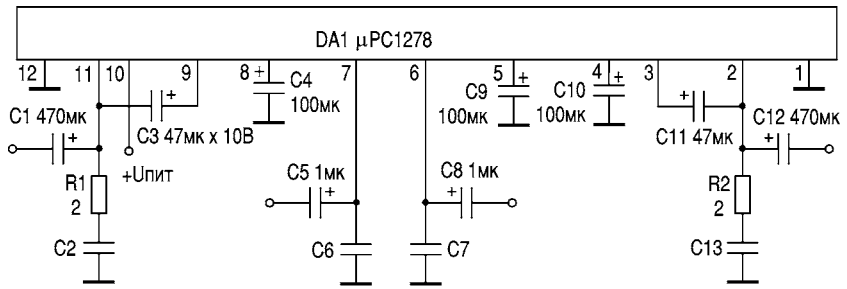 DA1 µPC1278
12 11 10 9 8 7 6 5 4 3 2 1
+ C4
100мк
+ C9
100мк
+ C10
100мк
C1 470мк
+
+
C3 47мк x 10В
+Uпит
+
C11 47мк
C12 470мк
+
R1
2
C5 1мк
+
C8 1мк
+
R2
2
C2
C6
C7
C13